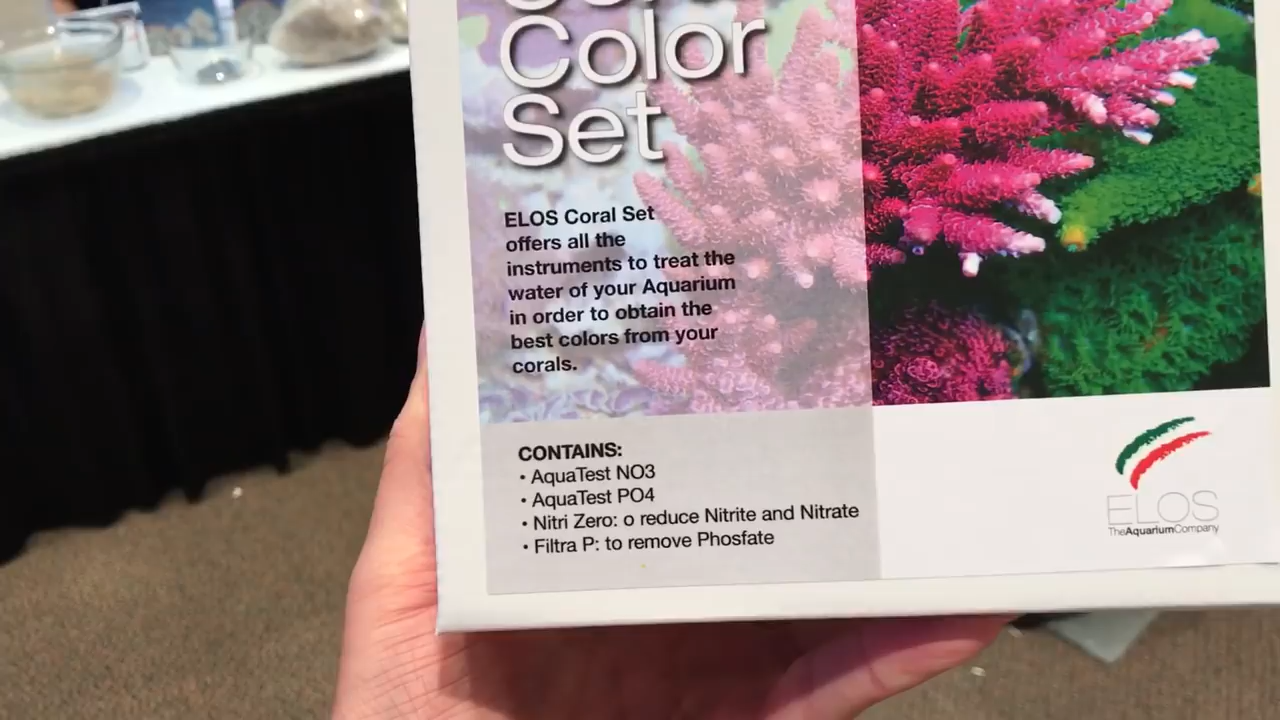 Color
Set
ELOS Coral Set
offers all the
instruments to treat the
water of your Aquarium
in order to obtain the
best colors from your
corals.
CONTAINS:
• AquaTest NO3
• AquaTest PO4
• Nitri Zero: o reduce Nitrite and Nitrate
• Filtra P: to remove Phosfate
ELOS
TheAquariumCompany